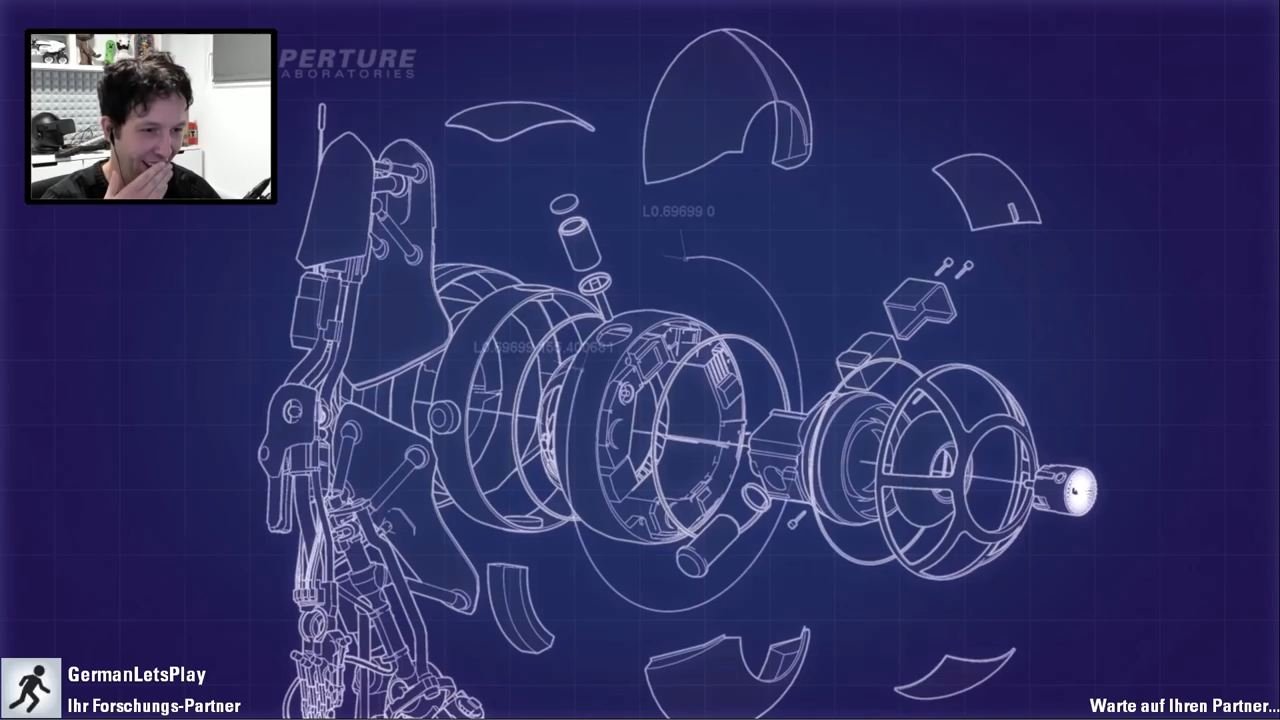 PERTURE
ABORATORIES
L0.69699 0
GermanLetsPlay
Ihr Forschungs-Partner
Warte auf Ihren Partner...